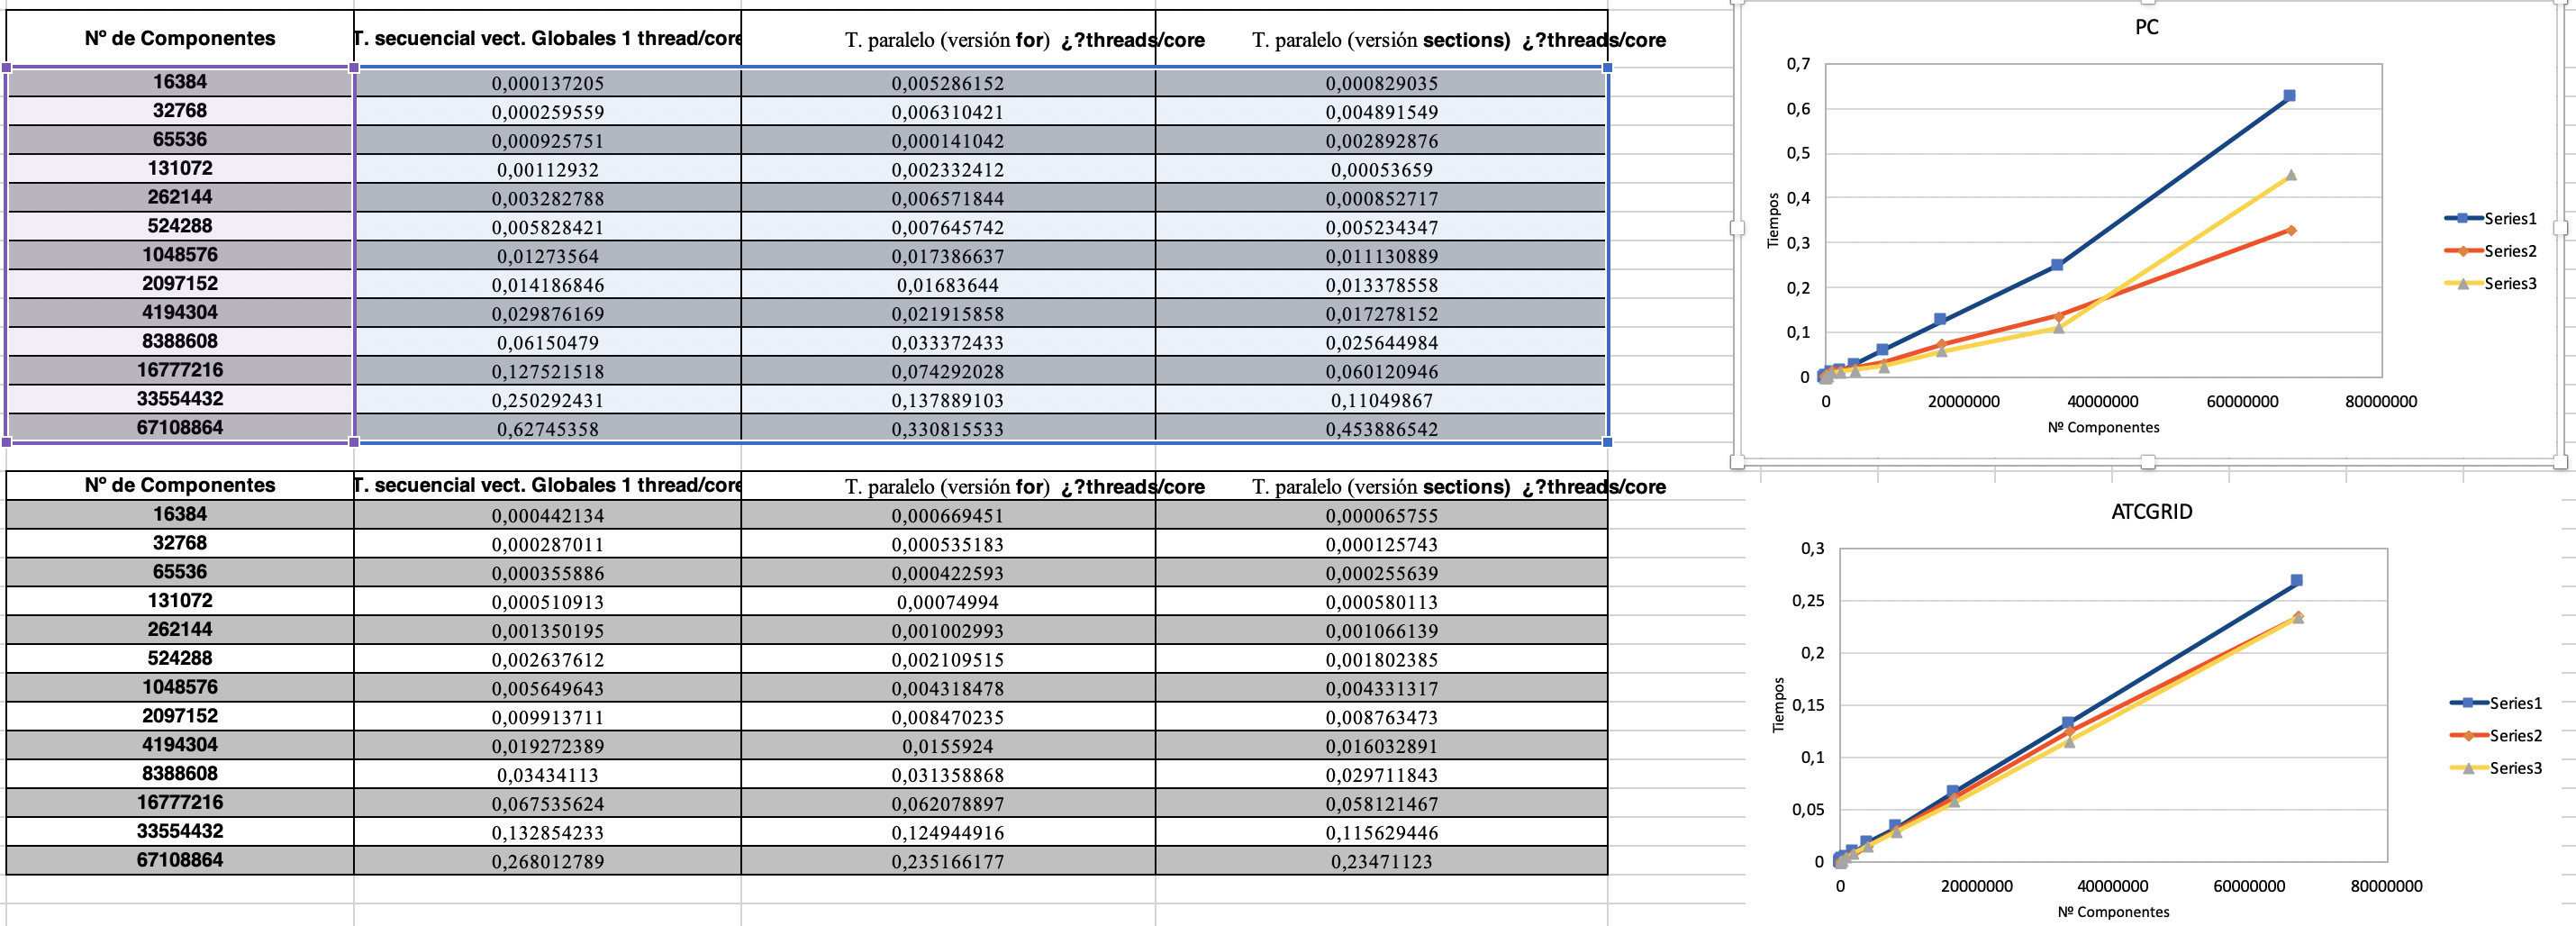 Nº de Componentes T. secuencial vect. Globales 1 thread/core T. paralelo (versión for) ¿?threads/core T. paralelo (versión sections) ¿?threads/core
16384 0,000137205 0,005286152 0,000829035
32768 0,000259559 0,006310421 0,004891549
65536 0,000925751 0,000141042 0,002892876
131072 0,00112932 0,002332412 0,00053659
262144 0,003282788 0,006571844 0,000852717
524288 0,005828421 0,007645742 0,005234347
1048576 0,01273564 0,017386637 0,011130889
2097152 0,014186846 0,01683644 0,013378558
4194304 0,029876169 0,021915858 0,017278152
8388608 0,06150479 0,033372433 0,025644984
16777216 0,127521518 0,074292028 0,060120946
33554432 0,250292431 0,137889103 0,11049867
67108864 0,62745358 0,330815533 0,453886542
Nº de Componentes T. secuencial vect. Globales 1 thread/core T. paralelo (versión for) ¿?threads/core T. paralelo (versión sections) ¿?threads/core
16384 0,000442134 0,000669451 0,000065755
32768 0,000287011 0,000535183 0,000125743
65536 0,000355886 0,000422593 0,000255639
131072 0,000510913 0,00074994 0,000580113
262144 0,001350195 0,001002993 0,001066139
524288 0,002637612 0,002109515 0,001802385
1048576 0,005649643 0,004318478 0,004331317
2097152 0,009913711 0,008470235 0,008763473
4194304 0,019272389 0,0155924 0,016032891
8388608 0,03434113 0,031358868 0,029711843
16777216 0,067535624 0,062078897 0,058121467
33554432 0,132854233 0,124944916 0,115629446
67108864 0,268012789 0,235166177 0,23471123
PC
0,7
0,6
0,5
0,4
0,3
0,2
0,1
0
Tiempos
0 20000000 40000000 60000000 80000000
Nº Componentes
Series1
Series2
Series3
ATCGRID
0,3
0,25
0,2
0,15
0,1
0,05
0
Tiempos
0 20000000 40000000 60000000 80000000
Nº Componentes
Series1
Series2
Series3